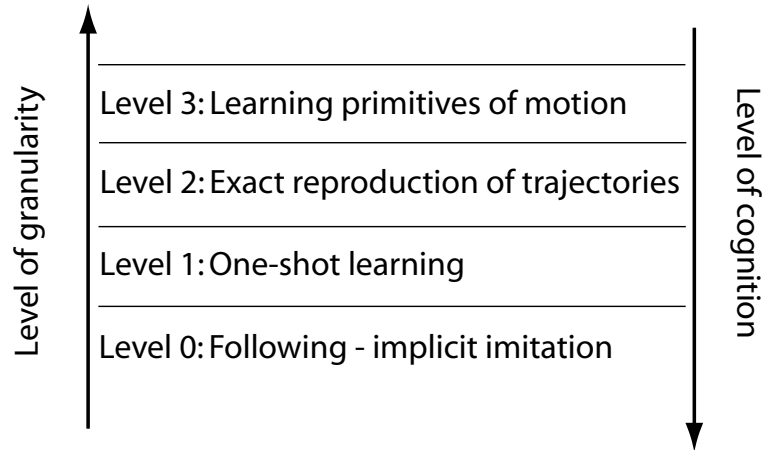 Level of granularity
Level 3: Learning primitives of motion
Level 2: Exact reproduction of trajectories
Level 1: One-shot learning
Level 0: Following - implicit imitation
Level of cognition